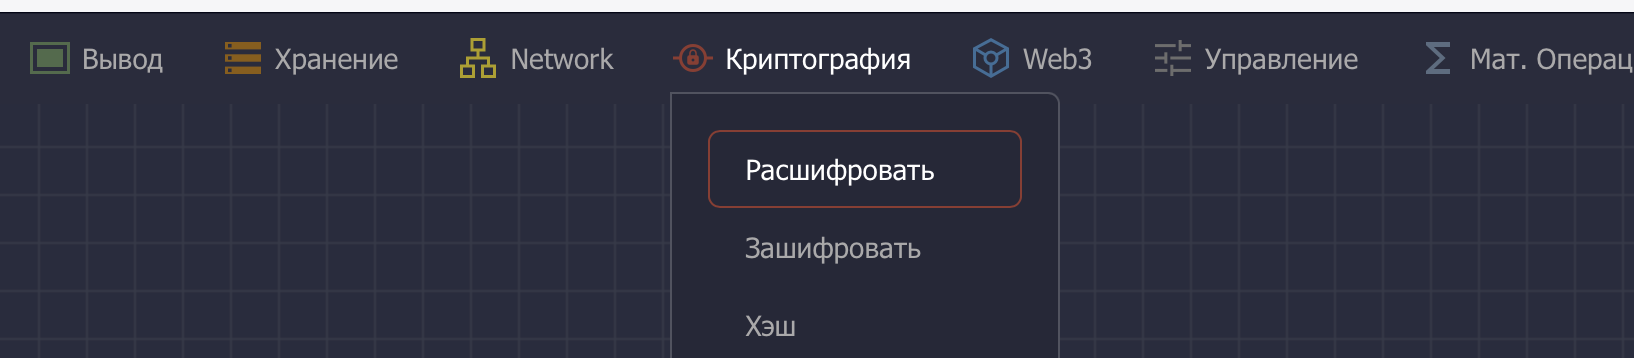 Вывод Хранение Network Криптография Web3 Управление Мат. Операц
Расшифровать
Зашифровать
Хэш